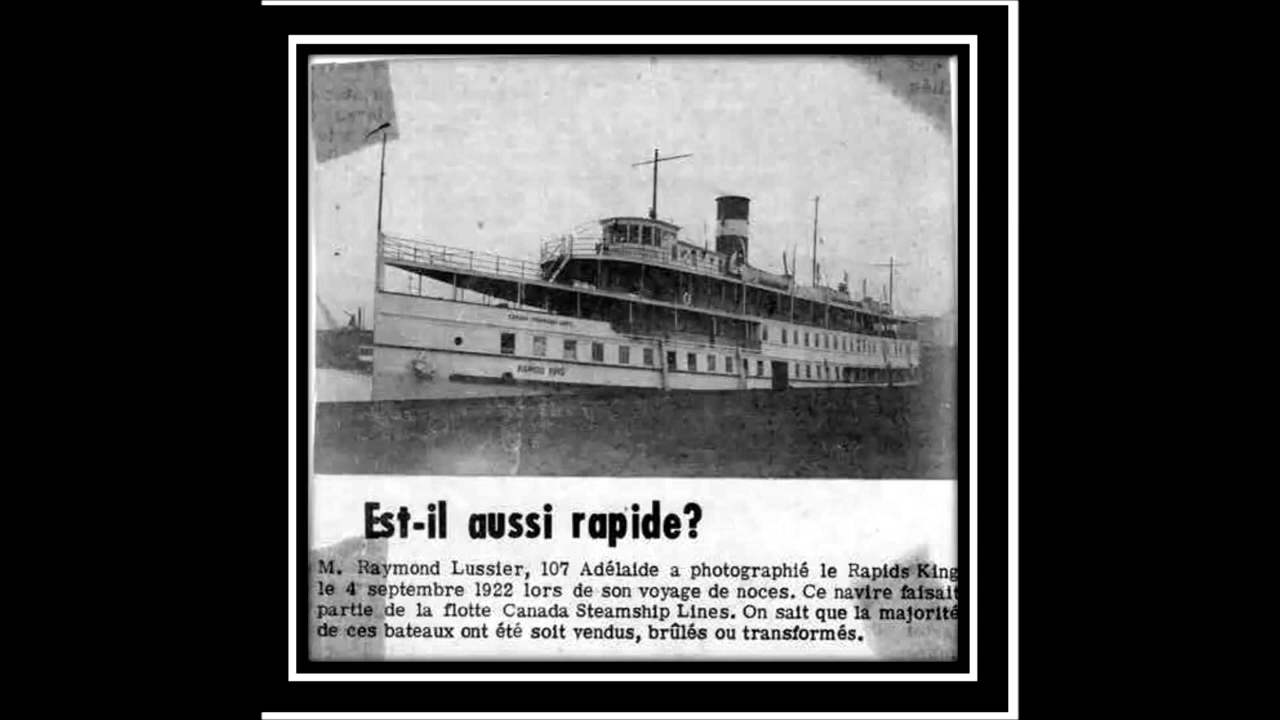 RAPIDS KING
Est-il aussi rapide?
M. Raymond Lussier, 107 Adélaide a photographié le Rapids King
le 4 septembre 1922 lors de son voyage de noces. Ce navire faisait
partie de la flotte Canada Steamship Lines. On sait que la majorité
de ces bateaux ont été soit vendus, brûlés ou transformés.